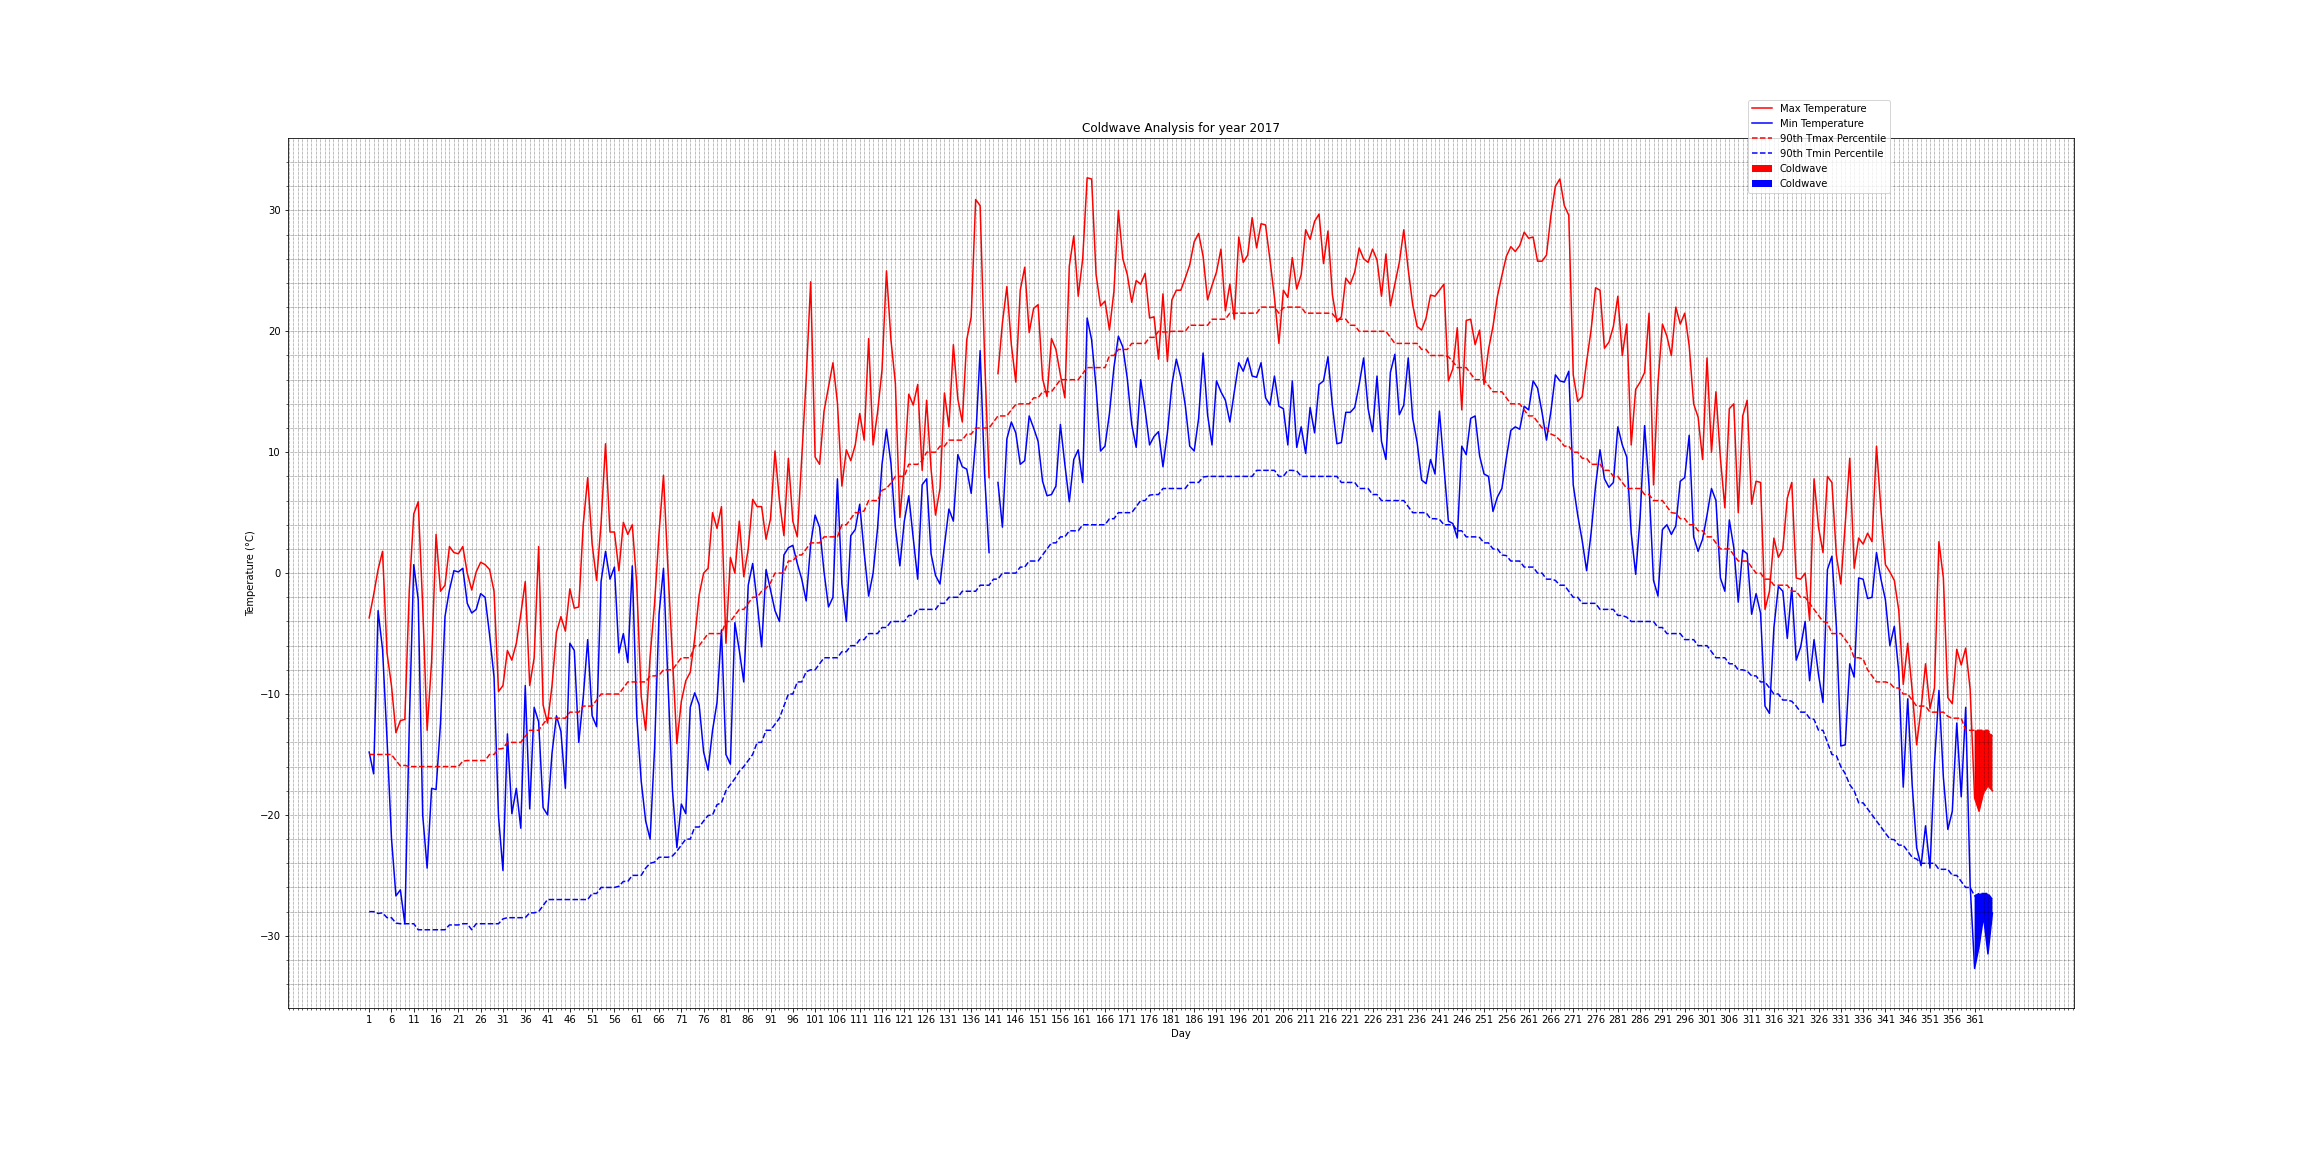 Max Temperature
Min Temperature
90th Tmax Percentile
90th Tmin Percentile
Coldwave
Coldwave
Coldwave Analysis for year 2017
Temperature (°C)
30
20
10
0
−10
−20
−30
1 6 11 16 21 26 31 36 41 46 51 56 61 66 71 76 81 86 91 96 101 106 111 116 121 126 131 136 141 146 151 156 161 166 171 176 181 186 191 196 201 206 211 216 221 226 231 236 241 246 251 256 261 266 271 276 281 286 291 296 301 306 311 316 321 326 331 336 341 346 351 356 361
Day